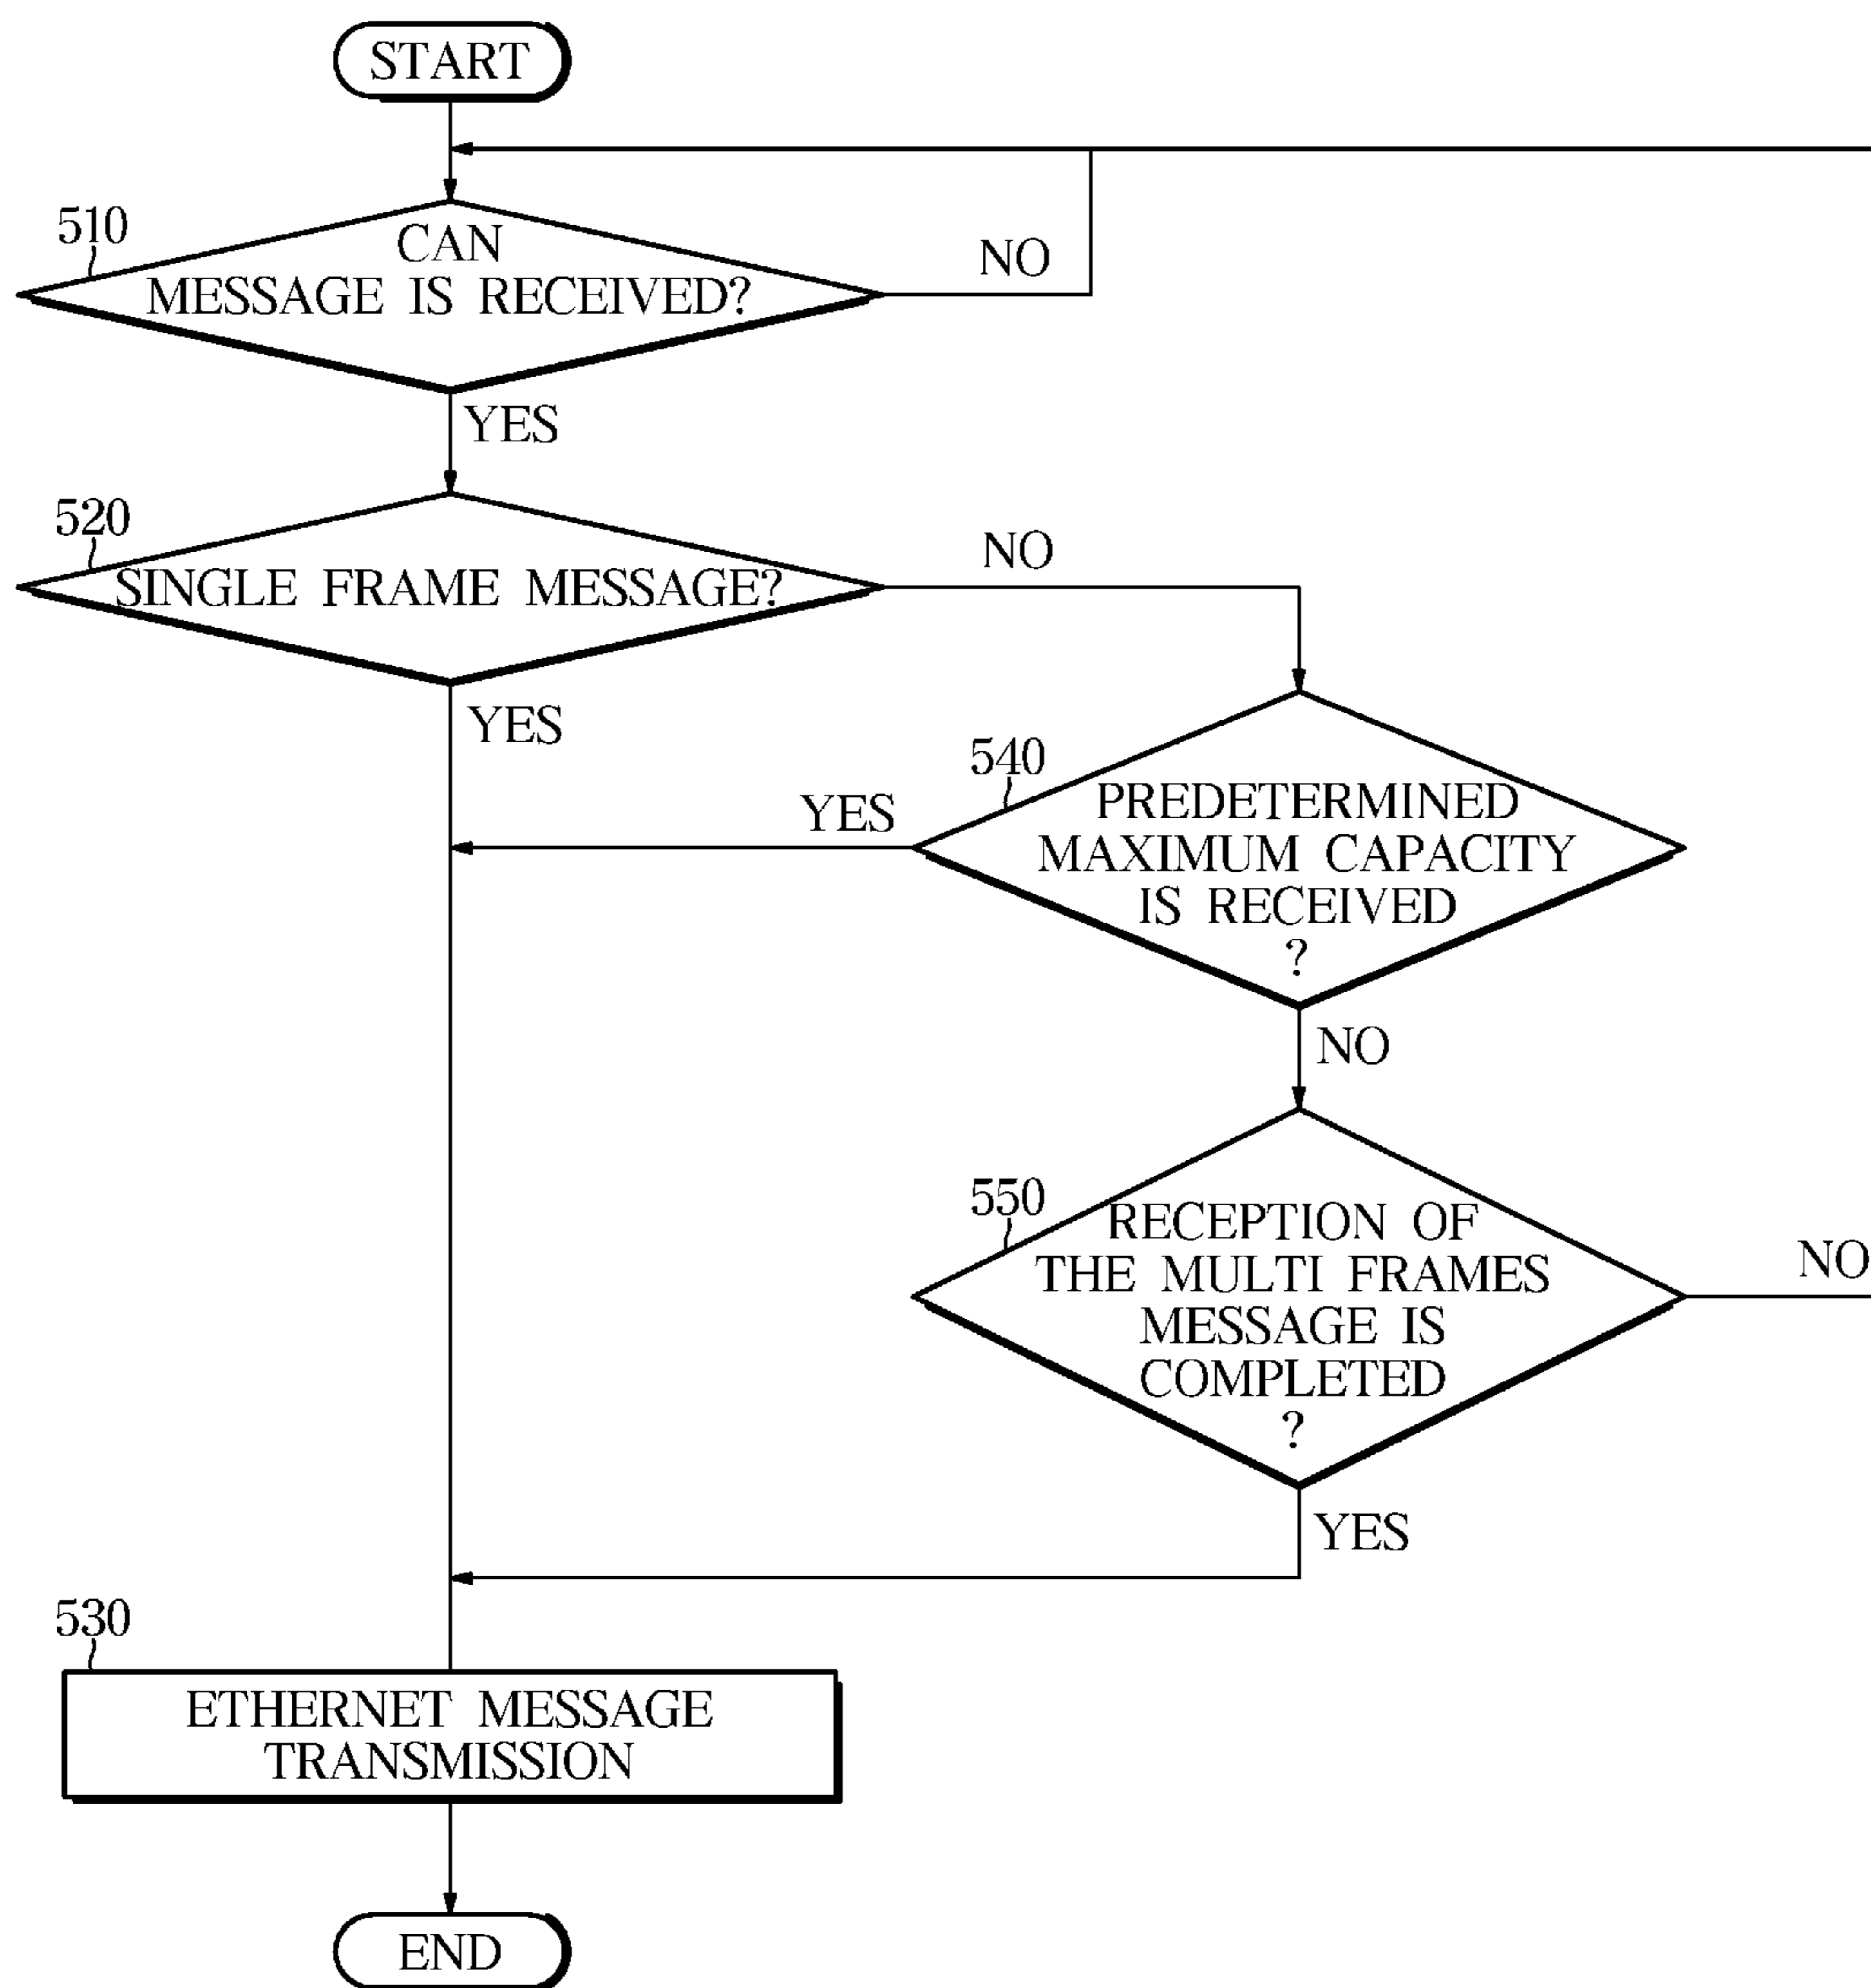 START
510
CAN
MESSAGE IS RECEIVED?
NO
YES
520
SINGLE FRAME MESSAGE?
NO
YES
540
PREDETERMINED
MAXIMUM CAPACITY
IS RECEIVED
?
YES
NO
550
RECEPTION OF
THE MULTI FRAMES
MESSAGE IS
COMPLETED
?
NO
YES
530
ETHERNET MESSAGE
TRANSMISSION
END